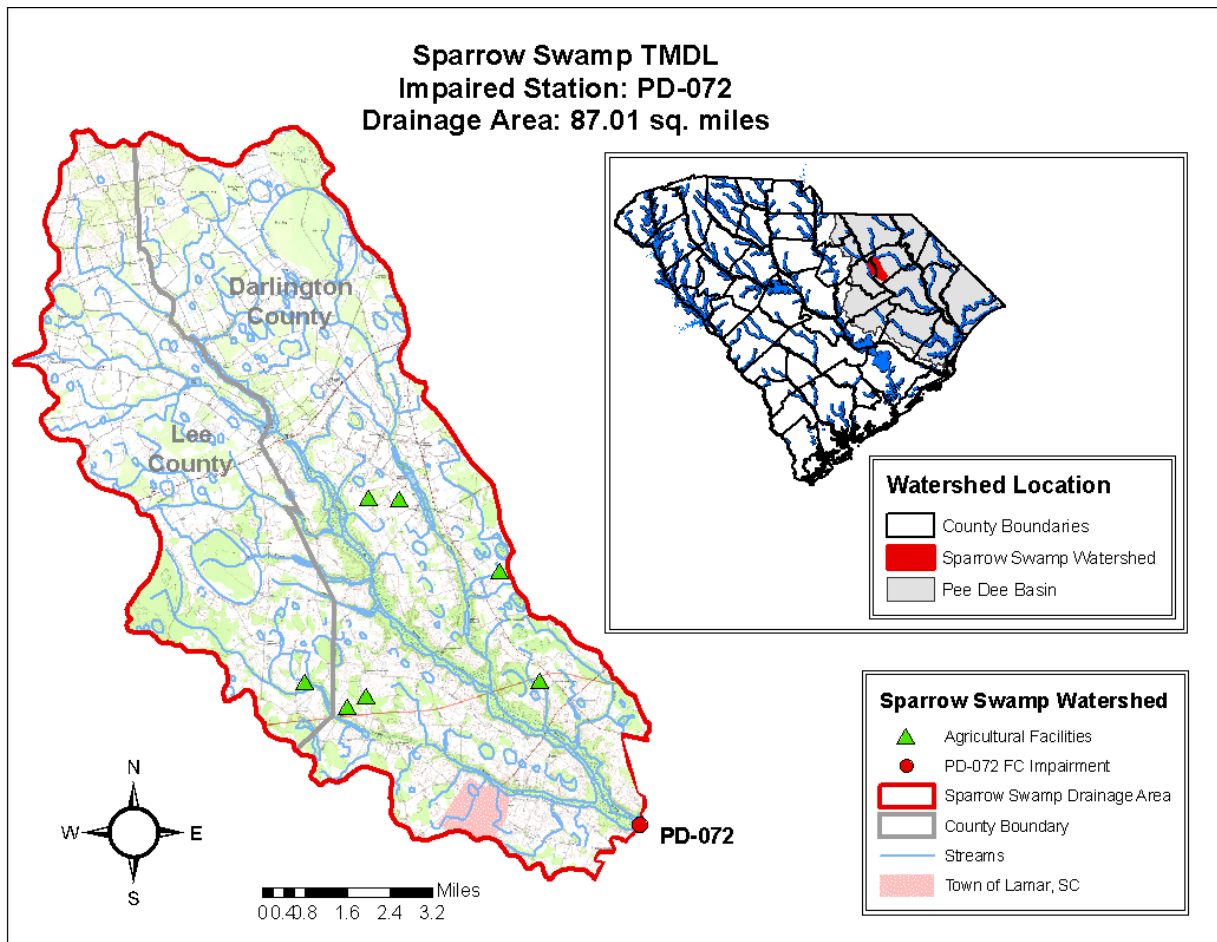 Sparrow Swamp TMDL
Impaired Station: PD-072
Drainage Area: 87.01 sq. miles
Darlington
County
Lee
County
Watershed Location
County Boundaries
Sparrow Swamp Watershed
Pee Dee Basin
Sparrow Swamp Watershed
Agricultural Facilities
PD-072 FC Impairment
Sparrow Swamp Drainage Area
County Boundary
Streams
Town of Lamar, SC
N
W E
S
PD-072
Miles
0 0.4 0.8 1.6 2.4 3.2